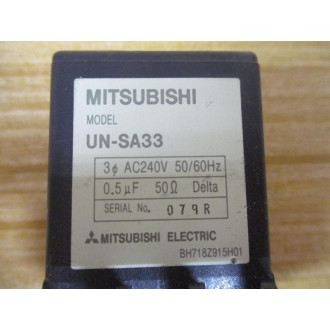 MITSUBISHI
MODEL
UN-SA33
3φ AC240V 50/60Hz
0.5μF 50Ω Delta
SERIAL No. 079R
MITSUBISHI ELECTRIC
BH718Z915H01